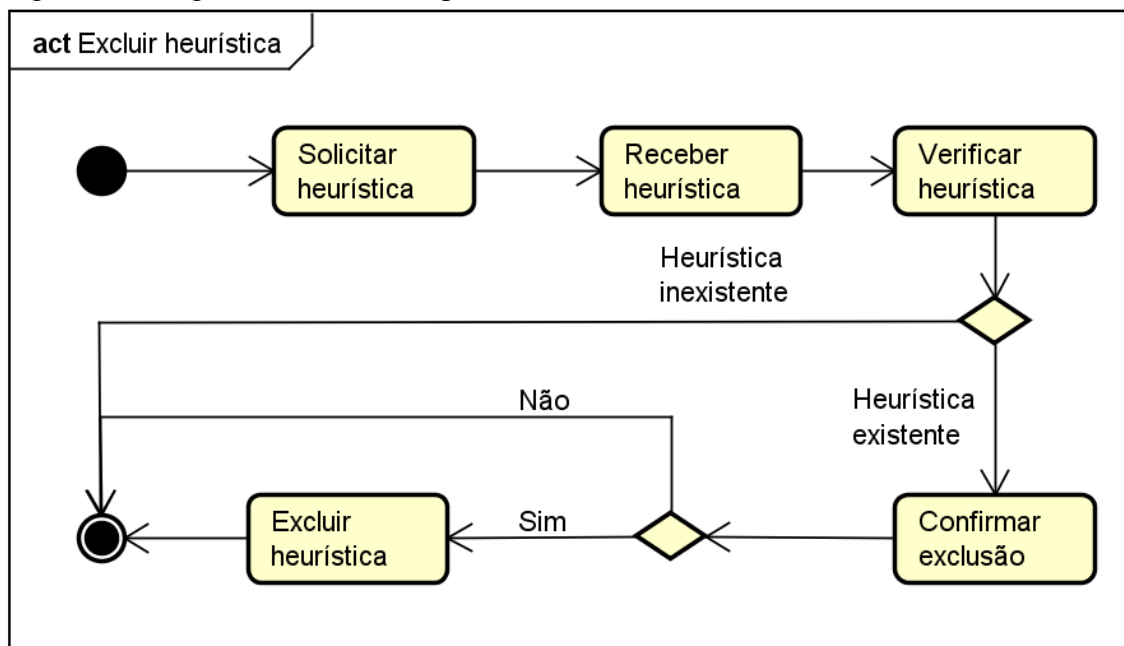 act Excluir heurística
Solicitar
heurística
Receber
heurística
Verificar
heurística
Heurística
inexistente
Heurística
existente
Não
Sim
Excluir
heurística
Confirmar
exclusão